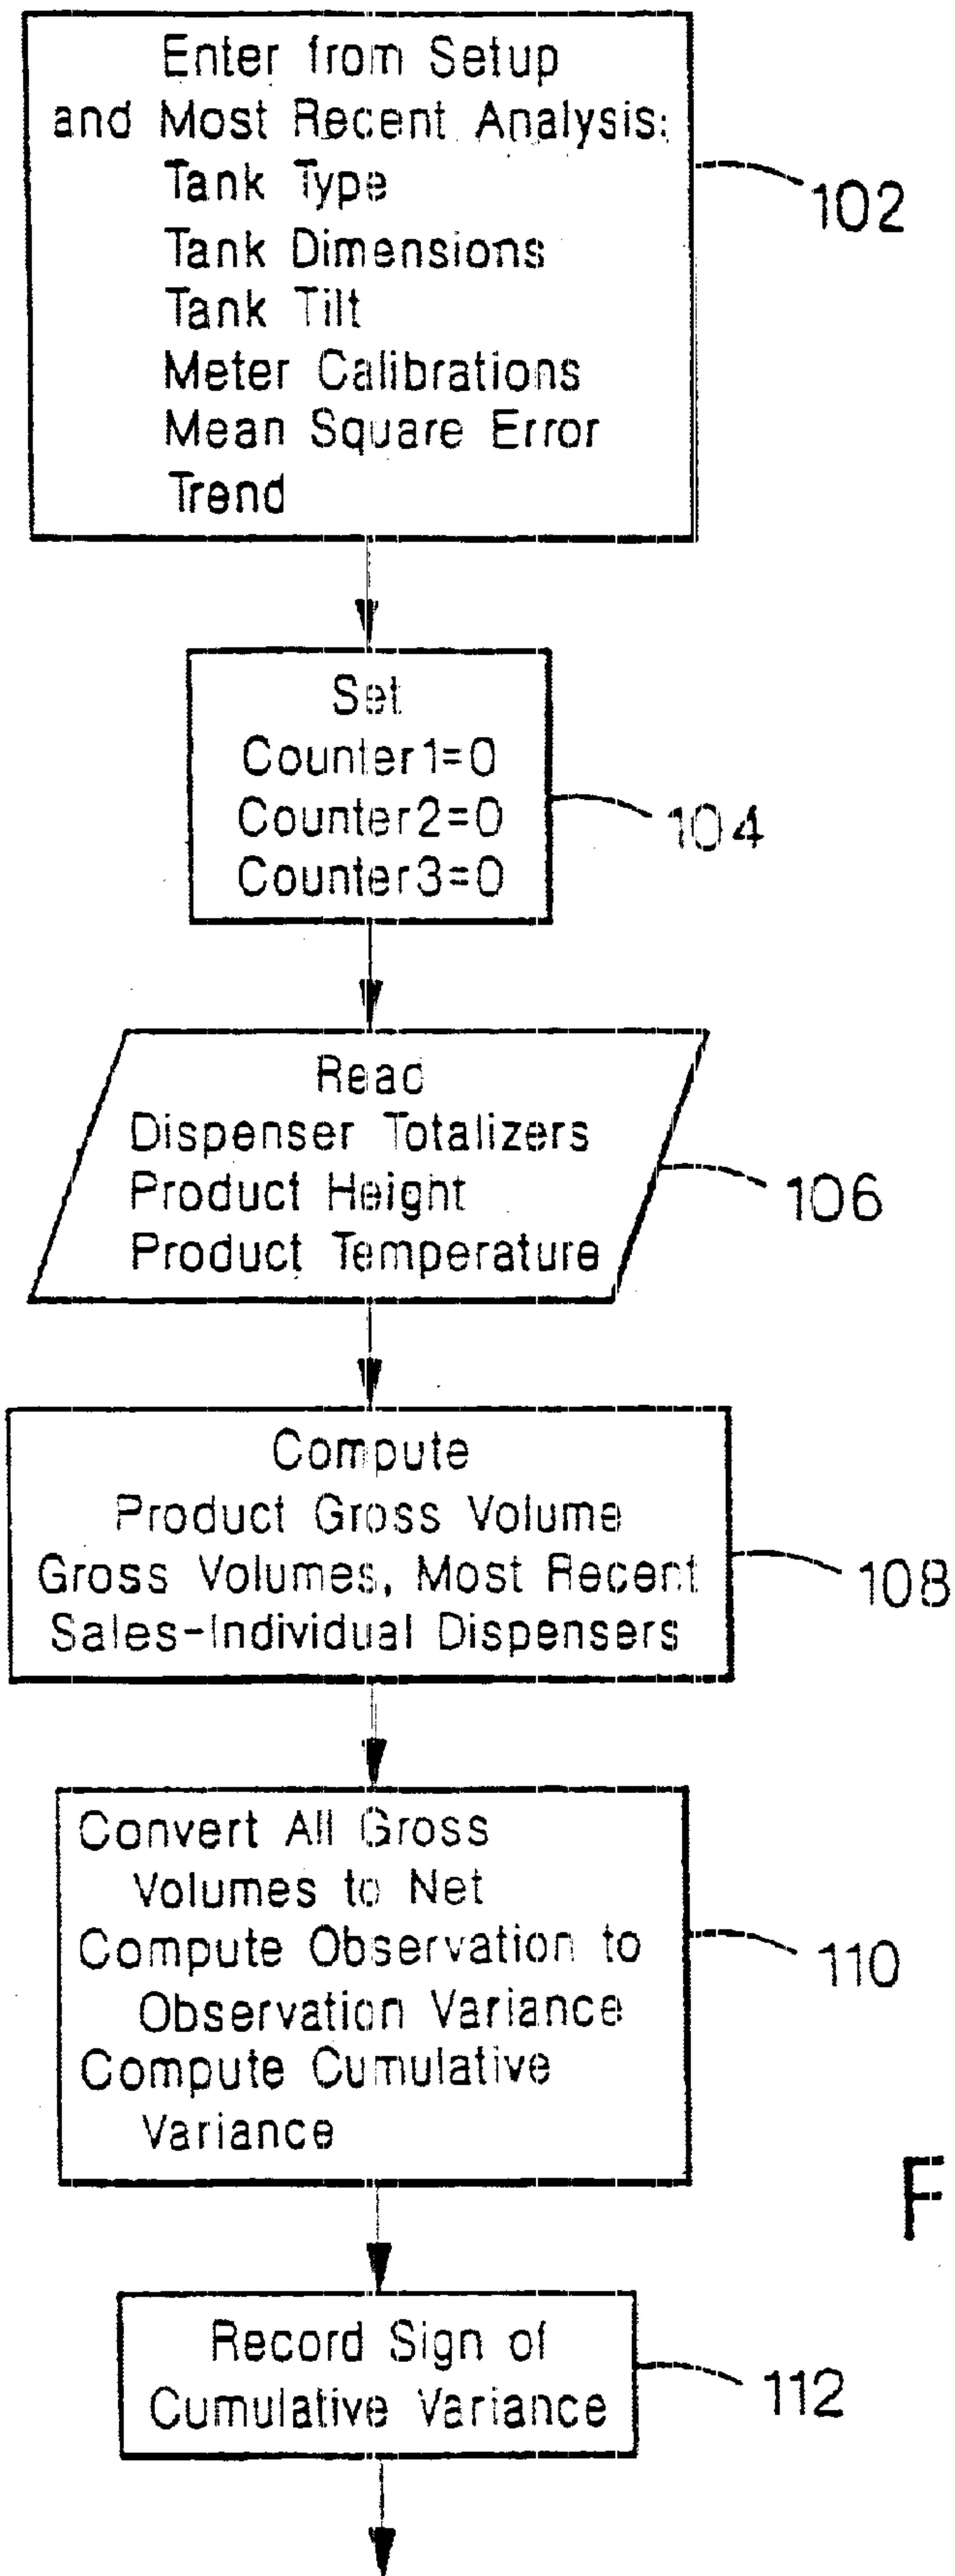 Enter from Setup
and Most Recent Analysis:
Tank Type
Tank Dimensions
Tank Tilt
Meter Calibrations
Mean Square Error
Trend
102
Set
Counter1=0
Counter2=0
Counter3=0
104
Read
Dispenser Totalizers
Product Height
Product Temperature
106
Compute
Product Gross Volume
Gross Volumes, Most Recent
Sales-Individual Dispensers
108
Convert All Gross
Volumes to Net
Compute Observation to
Observation Variance
Compute Cumulative
Variance
110
F
Record Sign of
Cumulative Variance
112